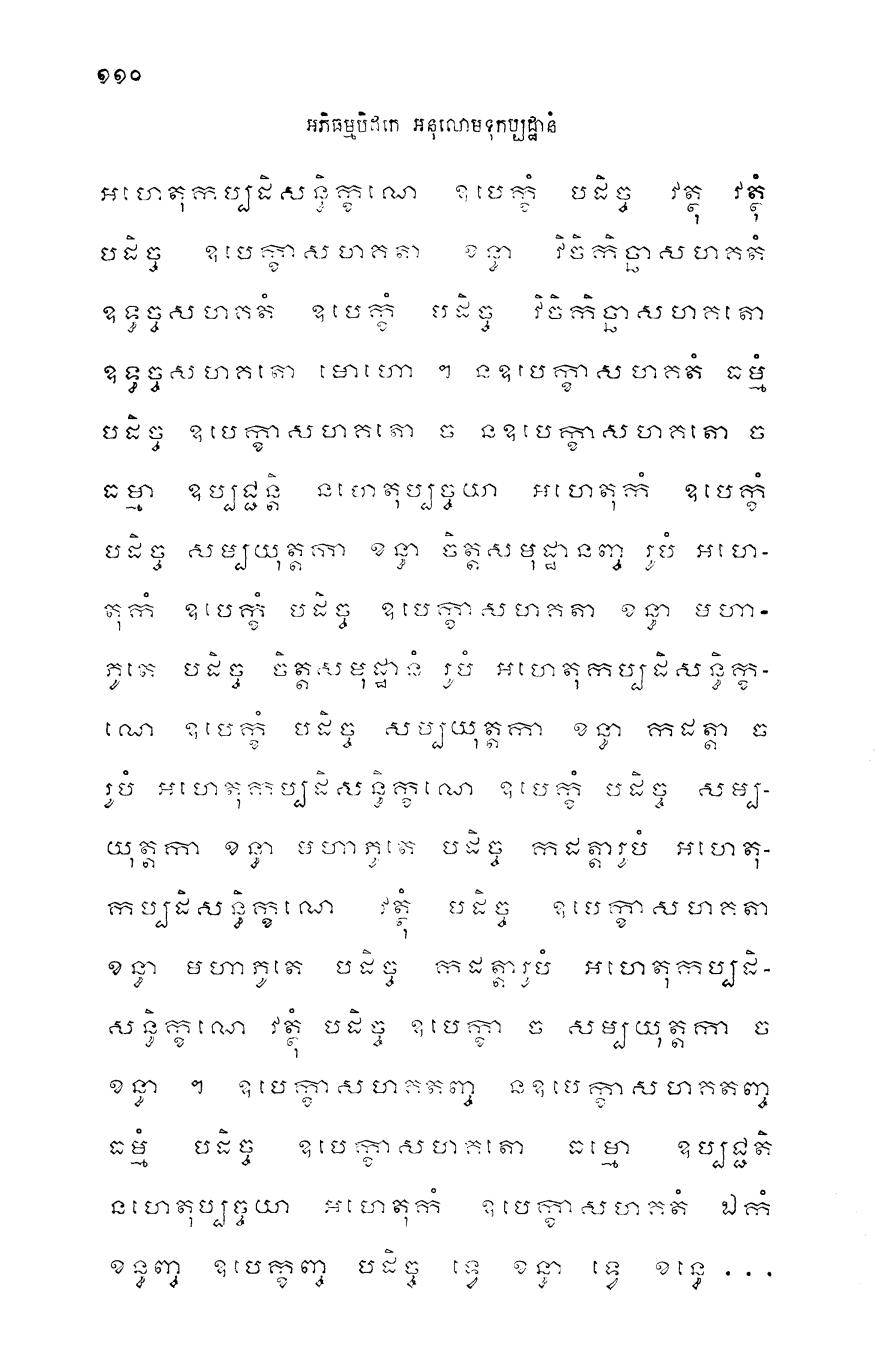 ១១០
អភិធម្មបិដកេ អនុលោមទុកប្បដ្ឋានំ
អហេតុកប្បដិសន្ធិក្ខណេ ឧបេក្ខំ បដិច្ច វត្ថុ វត្ថុំ
បដិច្ច ឧបេក្ខាសហគតា ខន្ធា វិចិកិច្ឆាសហគតំ
ឧទ្ធច្ចសហគតំ ឧបេក្ខំ បដិច្ច វិចិកិច្ឆាសហគតោ
ឧទ្ធច្ចសហគតោ មោហោ ។ នឧបេក្ខាសហគតំ ធម្មំ
បដិច្ច ឧបេក្ខាសហគតោ ច នឧបេក្ខាសហគតោ ច
ធម្មា ឧប្បជ្ជន្តិ នហេតុប្បច្ចយា អហេតុកំ ឧបេក្ខំ
បដិច្ច សម្បយុត្តកា ខន្ធា ចិត្តសមុដ្ឋានញ្ច រូបំ អហេ-
តុកំ ឧបេក្ខំ បដិច្ច ឧបេក្ខាសហគតា ខន្ធា មហា-
ភូតេ បដិច្ច ចិត្តសមុដ្ឋានំ រូបំ អហេតុកប្បដិសន្ធិក្ខ-
ណេ ឧបេក្ខំ បដិច្ច សប្បយុត្តកា ខន្ធា កដត្តា ច
រូបំ អហេតុកប្បដិសន្ធិក្ខណេ ឧបេក្ខំ បដិច្ច សម្ប-
យុត្តកា ខន្ធា មហាភូតេ បដិច្ច កដត្តារូបំ អហេតុ-
កប្បដិសន្ធិក្ខណេ វត្ថុំ បដិច្ច ឧបេក្ខាសហគតា
ខន្ធា មហាភូតេ បដិច្ច កដត្តារូបំ អហេតុកប្បដិ-
សន្ធិក្ខណេ វត្ថុំ បដិច្ច ឧបេក្ខា ច សម្បយុត្តកា ច
ខន្ធា ។ ឧបេក្ខាសហគតញ្ច នឧបេក្ខាសហគតញ្ច
ធម្មំ បដិច្ច ឧបេក្ខាសហគតោ ធម្មោ ឧប្បជ្ជតិ
នហេតុប្បច្ចយា អហេតុកំ ឧបេក្ខាសហគតំ ឯកំ
ខន្ធញ្ច ឧបេក្ខញ្ច បដិច្ច ទ្វេ ខន្ធា ទ្វេ ខន្ធេ ...